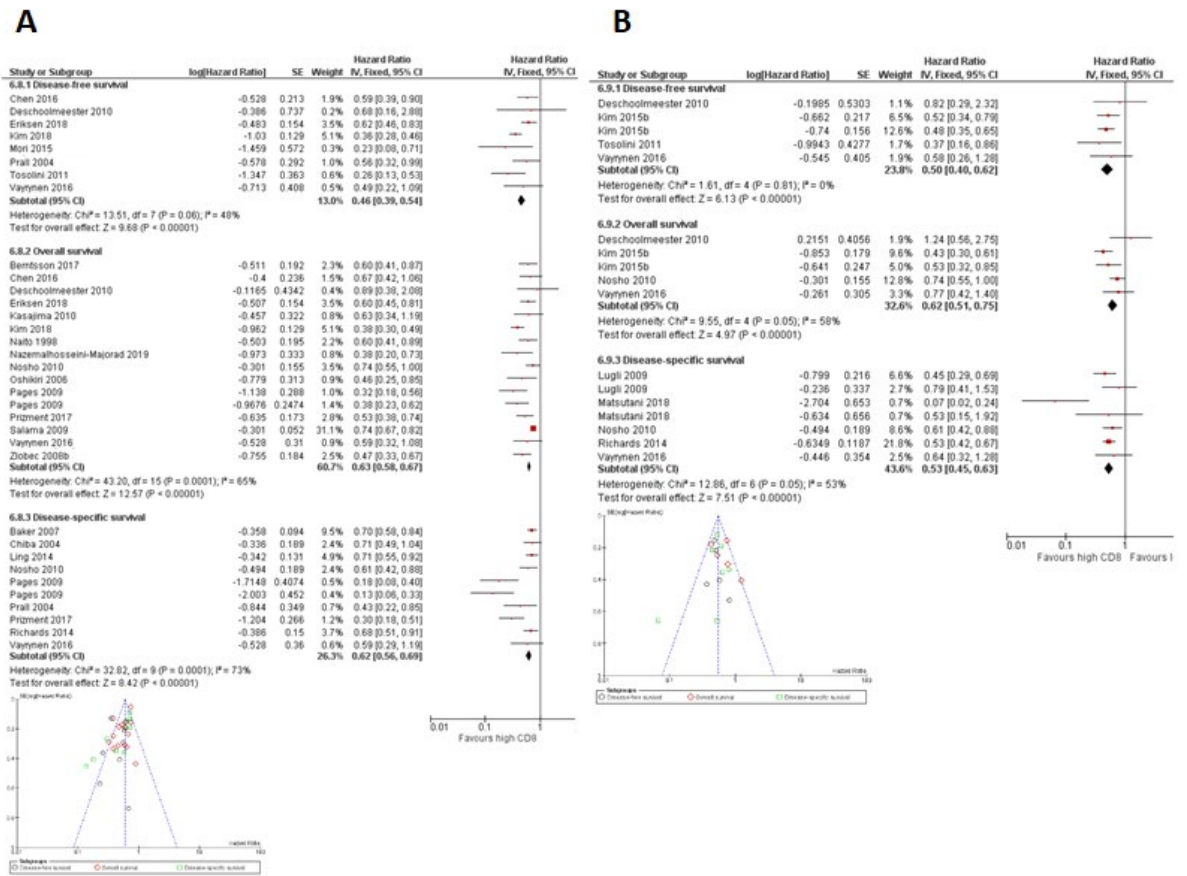 A
Hazard Ratio Hazard Ratio
Study or Subgroup log[Hazard Ratio] SE Weight IV, Fixed, 95% CI IV, Fixed, 95% CI
6.8.1 Disease-free survival
Chen 2016 -0.528 0.213 1.9% 0.59 [0.39, 0.90]
Deschoolmeester 2010 -0.386 0.737 0.2% 0.68 [0.16, 2.88]
Eriksen 2018 -0.483 0.154 3.7% 0.62 [0.46, 0.83]
Kim 2018 -1.03 0.129 5.1% 0.36 [0.28, 0.46]
Mori 2015 -1.459 0.572 0.3% 0.23 [0.08, 0.71]
Prall 2004 -0.578 0.292 1.0% 0.56 [0.32, 0.99]
Tosolini 2011 -1.347 0.363 0.6% 0.26 [0.13, 0.53]
Vayrynen 2016 -0.713 0.408 0.5% 0.49 [0.22, 1.09]
Subtotal (95% CI) 13.0% 0.46 [0.39, 0.54]
Heterogeneity: Chi² = 13.51, df = 7 (P = 0.06); I² = 48%
Test for overall effect: Z = 9.68 (P < 0.00001)
6.8.2 Overall survival
Berntsson 2017 -0.511 0.192 2.3% 0.60 [0.41, 0.87]
Chen 2016 -0.4 0.236 1.5% 0.67 [0.42, 1.06]
Deschoolmeester 2010 -0.1165 0.4342 0.4% 0.89 [0.38, 2.08]
Eriksen 2018 -0.507 0.154 3.5% 0.60 [0.45, 0.81]
Kasajima 2010 -0.457 0.322 0.8% 0.63 [0.34, 1.19]
Kim 2018 -0.962 0.129 5.1% 0.38 [0.30, 0.49]
Naito 1998 -0.503 0.195 2.2% 0.60 [0.41, 0.89]
Nazemalhosseini-Majorad 2019 -0.973 0.333 0.8% 0.38 [0.20, 0.73]
Nosho 2010 -0.301 0.155 3.5% 0.74 [0.55, 1.00]
Oshikiri 2006 -0.779 0.313 0.9% 0.46 [0.25, 0.85]
Pages 2009 -1.138 0.288 1.0% 0.32 [0.18, 0.56]
Pages 2009 -0.9676 0.2474 1.4% 0.38 [0.23, 0.62]
Prizment 2017 -0.635 0.173 2.8% 0.53 [0.38, 0.74]
Salama 2009 -0.301 0.052 31.1% 0.74 [0.67, 0.82]
Vayrynen 2016 -0.528 0.31 0.9% 0.59 [0.32, 1.08]
Zlobec 2008b -0.755 0.184 2.5% 0.47 [0.33, 0.67]
Subtotal (95% CI) 60.7% 0.63 [0.58, 0.67]
Heterogeneity: Chi² = 43.20, df = 15 (P = 0.0001); I² = 65%
Test for overall effect: Z = 12.57 (P < 0.00001)
6.8.3 Disease-specific survival
Baker 2007 -0.358 0.094 9.5% 0.70 [0.58, 0.84]
Chiba 2004 -0.336 0.189 2.4% 0.71 [0.49, 1.04]
Ling 2014 -0.342 0.131 4.9% 0.71 [0.55, 0.92]
Nosho 2010 -0.494 0.189 2.4% 0.61 [0.42, 0.88]
Pages 2009 -1.7148 0.4074 0.5% 0.18 [0.08, 0.40]
Pages 2009 -2.003 0.452 0.4% 0.13 [0.06, 0.33]
Prall 2004 -0.844 0.349 0.7% 0.43 [0.22, 0.85]
Prizment 2017 -1.204 0.266 1.2% 0.30 [0.18, 0.51]
Richards 2014 -0.386 0.15 3.7% 0.68 [0.51, 0.91]
Vayrynen 2016 -0.528 0.36 0.6% 0.59 [0.29, 1.19]
Subtotal (95% CI) 26.3% 0.62 [0.56, 0.69]
Heterogeneity: Chi² = 32.82, df = 9 (P = 0.0001); I² = 73%
Test for overall effect: Z = 8.42 (P < 0.00001)
0.01 0.1 1
Favours high CD8
SE(log[Hazard Ratio])
Hazard Ratio
Subgroups
Disease-free survival Overall survival Disease-specific survival
B
Hazard Ratio Hazard Ratio
Study or Subgroup log[Hazard Ratio] SE Weight IV, Fixed, 95% CI IV, Fixed, 95% CI
6.9.1 Disease-free survival
Deschoolmeester 2010 -0.1985 0.5303 1.1% 0.82 [0.29, 2.32]
Kim 2015b -0.662 0.217 6.5% 0.52 [0.34, 0.79]
Kim 2015b -0.74 0.156 12.6% 0.48 [0.35, 0.65]
Tosolini 2011 -0.9943 0.4277 1.7% 0.37 [0.16, 0.86]
Vayrynen 2016 -0.545 0.405 1.9% 0.58 [0.26, 1.28]
Subtotal (95% CI) 23.8% 0.50 [0.40, 0.62]
Heterogeneity: Chi² = 1.61, df = 4 (P = 0.81); I² = 0%
Test for overall effect: Z = 6.13 (P < 0.00001)
6.9.2 Overall survival
Deschoolmeester 2010 0.2151 0.4056 1.9% 1.24 [0.56, 2.75]
Kim 2015b -0.853 0.179 9.6% 0.43 [0.30, 0.61]
Kim 2015b -0.641 0.247 5.0% 0.53 [0.32, 0.85]
Nosho 2010 -0.301 0.155 12.8% 0.74 [0.55, 1.00]
Vayrynen 2016 -0.261 0.305 3.3% 0.77 [0.42, 1.40]
Subtotal (95% CI) 32.6% 0.62 [0.51, 0.75]
Heterogeneity: Chi² = 9.55, df = 4 (P = 0.05); I² = 58%
Test for overall effect: Z = 4.97 (P < 0.00001)
6.9.3 Disease-specific survival
Lugli 2009 -0.799 0.216 6.6% 0.45 [0.29, 0.69]
Lugli 2009 -0.236 0.337 2.7% 0.79 [0.41, 1.53]
Matsutani 2018 -2.704 0.653 0.7% 0.07 [0.02, 0.24]
Matsutani 2018 -0.634 0.656 0.7% 0.53 [0.15, 1.92]
Nosho 2010 -0.494 0.189 8.6% 0.61 [0.42, 0.88]
Richards 2014 -0.6349 0.1187 21.8% 0.53 [0.42, 0.67]
Vayrynen 2016 -0.446 0.354 2.5% 0.64 [0.32, 1.28]
Subtotal (95% CI) 43.6% 0.53 [0.45, 0.63]
Heterogeneity: Chi² = 12.86, df = 6 (P = 0.05); I² = 53%
Test for overall effect: Z = 7.51 (P < 0.00001)
0.01 0.1 1
Favours high CD8 Favours l
SE(log[Hazard Ratio])
Hazard Ratio
Subgroups
Disease-free survival Overall survival Disease-specific survival